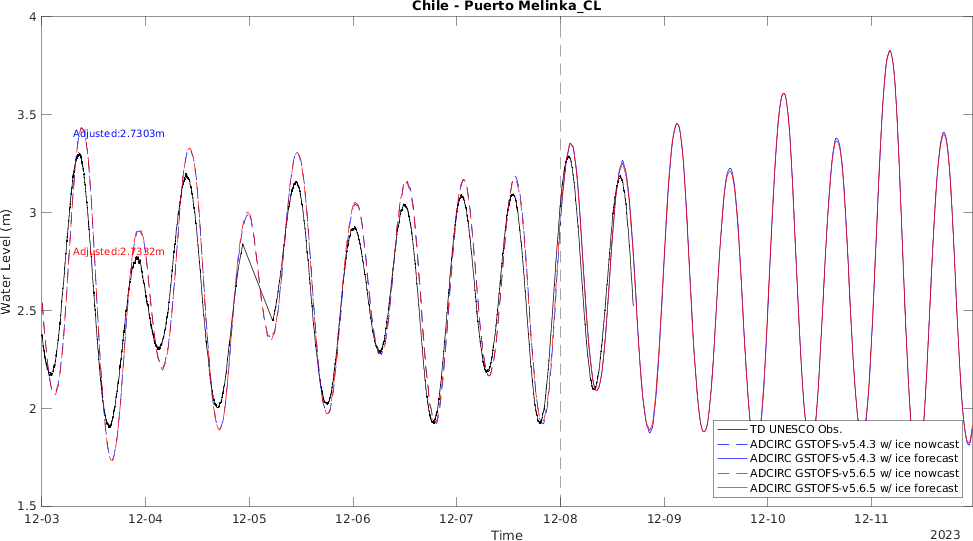 Chile - Puerto Melinka_CL
Water Level (m)
4
3.5
3
2.5
2
1.5
Adjusted:2.7303m
Adjusted:2.7332m
TD UNESCO Obs.
ADCIRC GSTOFS-v5.4.3 w/ ice nowcast
ADCIRC GSTOFS-v5.4.3 w/ ice forecast
ADCIRC GSTOFS-v5.6.5 w/ ice nowcast
ADCIRC GSTOFS-v5.6.5 w/ ice forecast
12-03 12-04 12-05 12-06 12-07 12-08 12-09 12-10 12-11
Time
2023